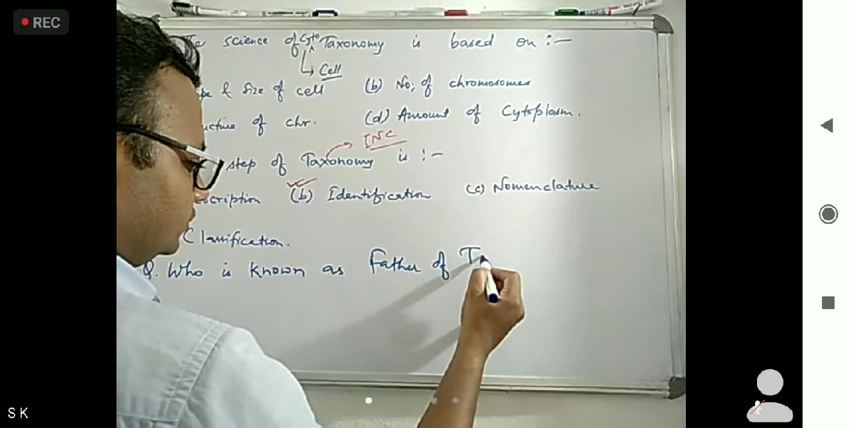 REC
science of Cyto Taxonomy is based on :-
Cell
& size of cell (b) No. of chromosomes
of chr. (d) Amount of Cytoplasm.
INC
step of Taxonomy is :-
(b) Identification (c) Nomenclature
Classification.
Q. Who is known as Father of T
S K